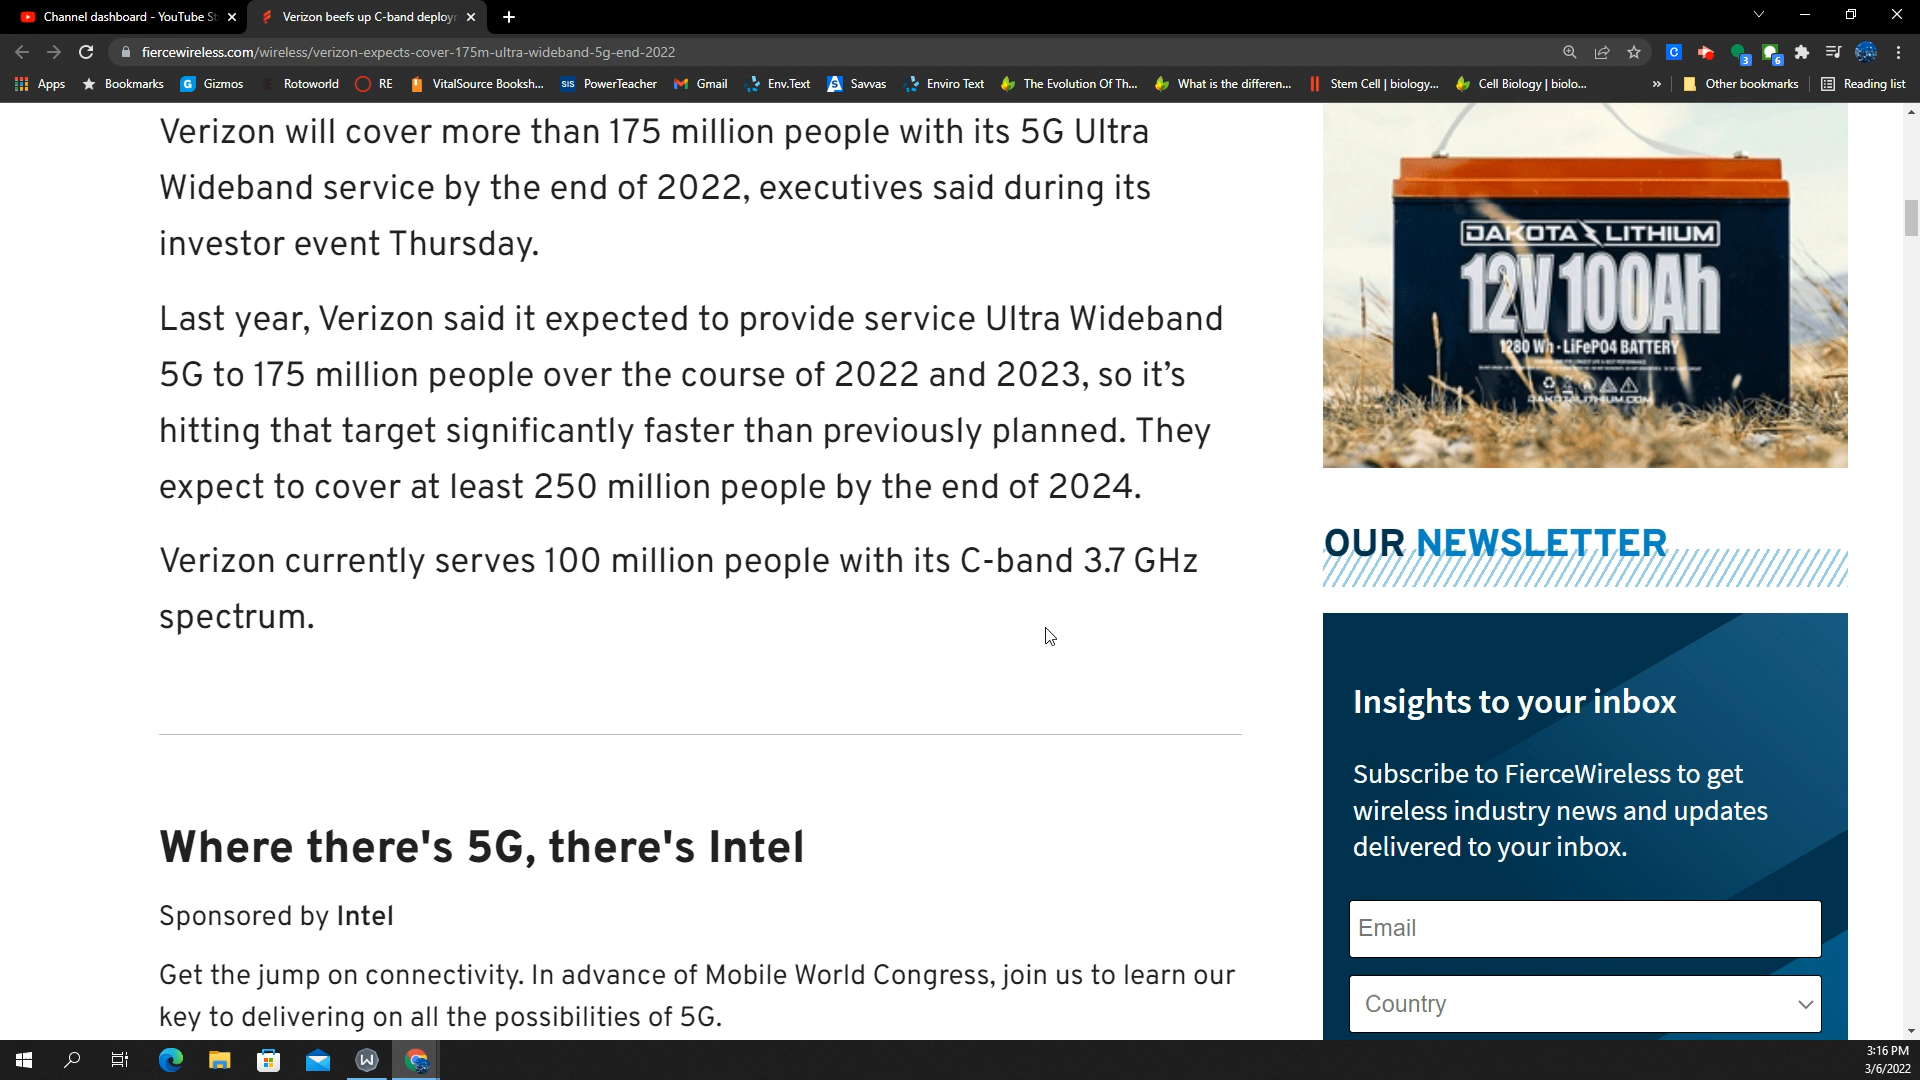 Channel dashboard - YouTube St
Verizon beefs up C-band deploym
fiercewireless.com/wireless/verizon-expects-cover-175m-ultra-wideband-5g-end-2022
3
6
Apps
Bookmarks
G
Gizmos
Rotoworld
RE
VitalSource Booksh...
SIS
PowerTeacher
Gmail
Env.Text
Savvas
Enviro Text
The Evolution Of Th...
What is the differen...
Stem Cell | biology...
Cell Biology | biolo...
»
Other bookmarks
Reading list
Verizon will cover more than 175 million people with its 5G Ultra
Wideband service by the end of 2022, executives said during its
investor event Thursday.
Last year, Verizon said it expected to provide service Ultra Wideband
5G to 175 million people over the course of 2022 and 2023, so it's
hitting that target significantly faster than previously planned. They
expect to cover at least 250 million people by the end of 2024.
Verizon currently serves 100 million people with its C-band 3.7 GHz
spectrum.
Where there's 5G, there's Intel
Sponsored by Intel
Get the jump on connectivity. In advance of Mobile World Congress, join us to learn our
key to delivering on all the possibilities of 5G.
DAKOTA LITHIUM
12V 100Ah
1280 Wh · LiFePO4 BATTERY
DAKOTALITHIUM.COM
OUR NEWSLETTER
Insights to your inbox
Subscribe to FierceWireless to get
wireless industry news and updates
delivered to your inbox.
Email
Country
3:16 PM
3/6/2022